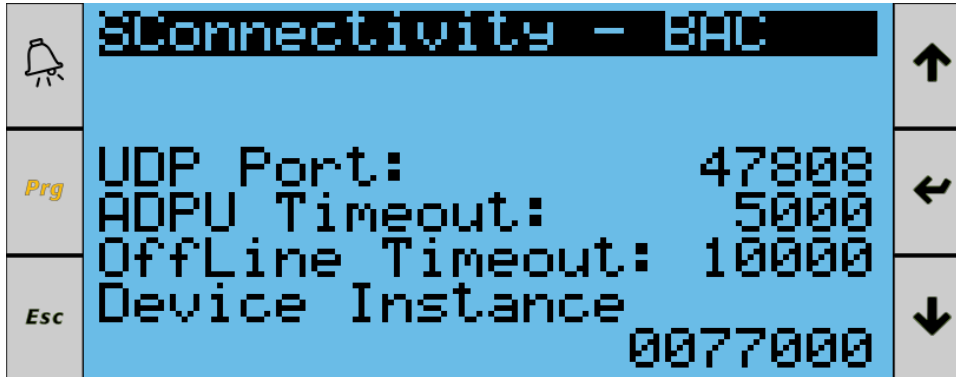 SConnectivity - BAC
UDP Port: 47808
Prg
ADPU Timeout: 5000
OffLine Timeout: 10000
Device Instance
Esc
0077000